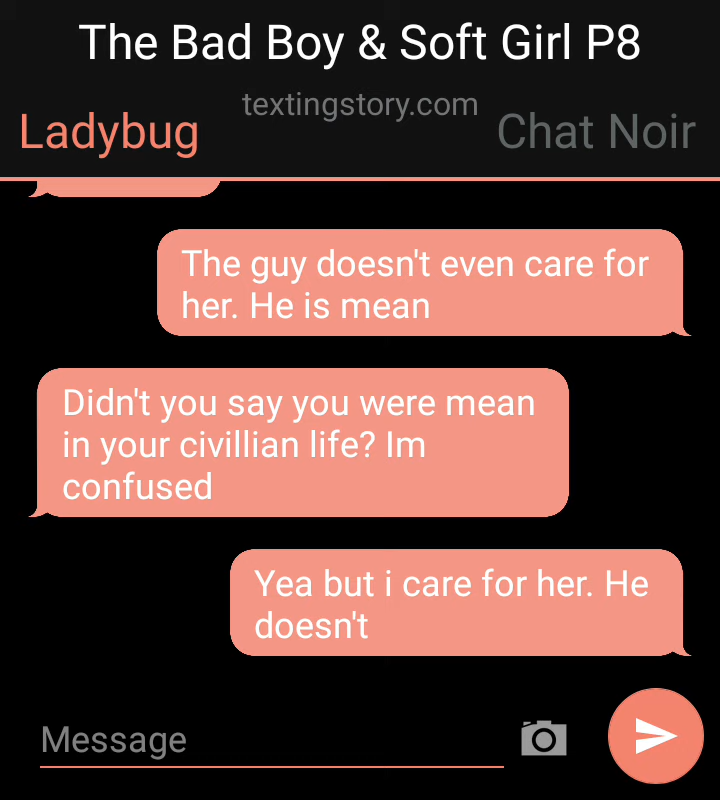 The Bad Boy & Soft Girl P8
textingstory.com
Ladybug
Chat Noir
The guy doesn't even care for
her. He is mean
Didn't you say you were mean
in your civillian life? Im
confused
Yea but i care for her. He
doesn't
Message